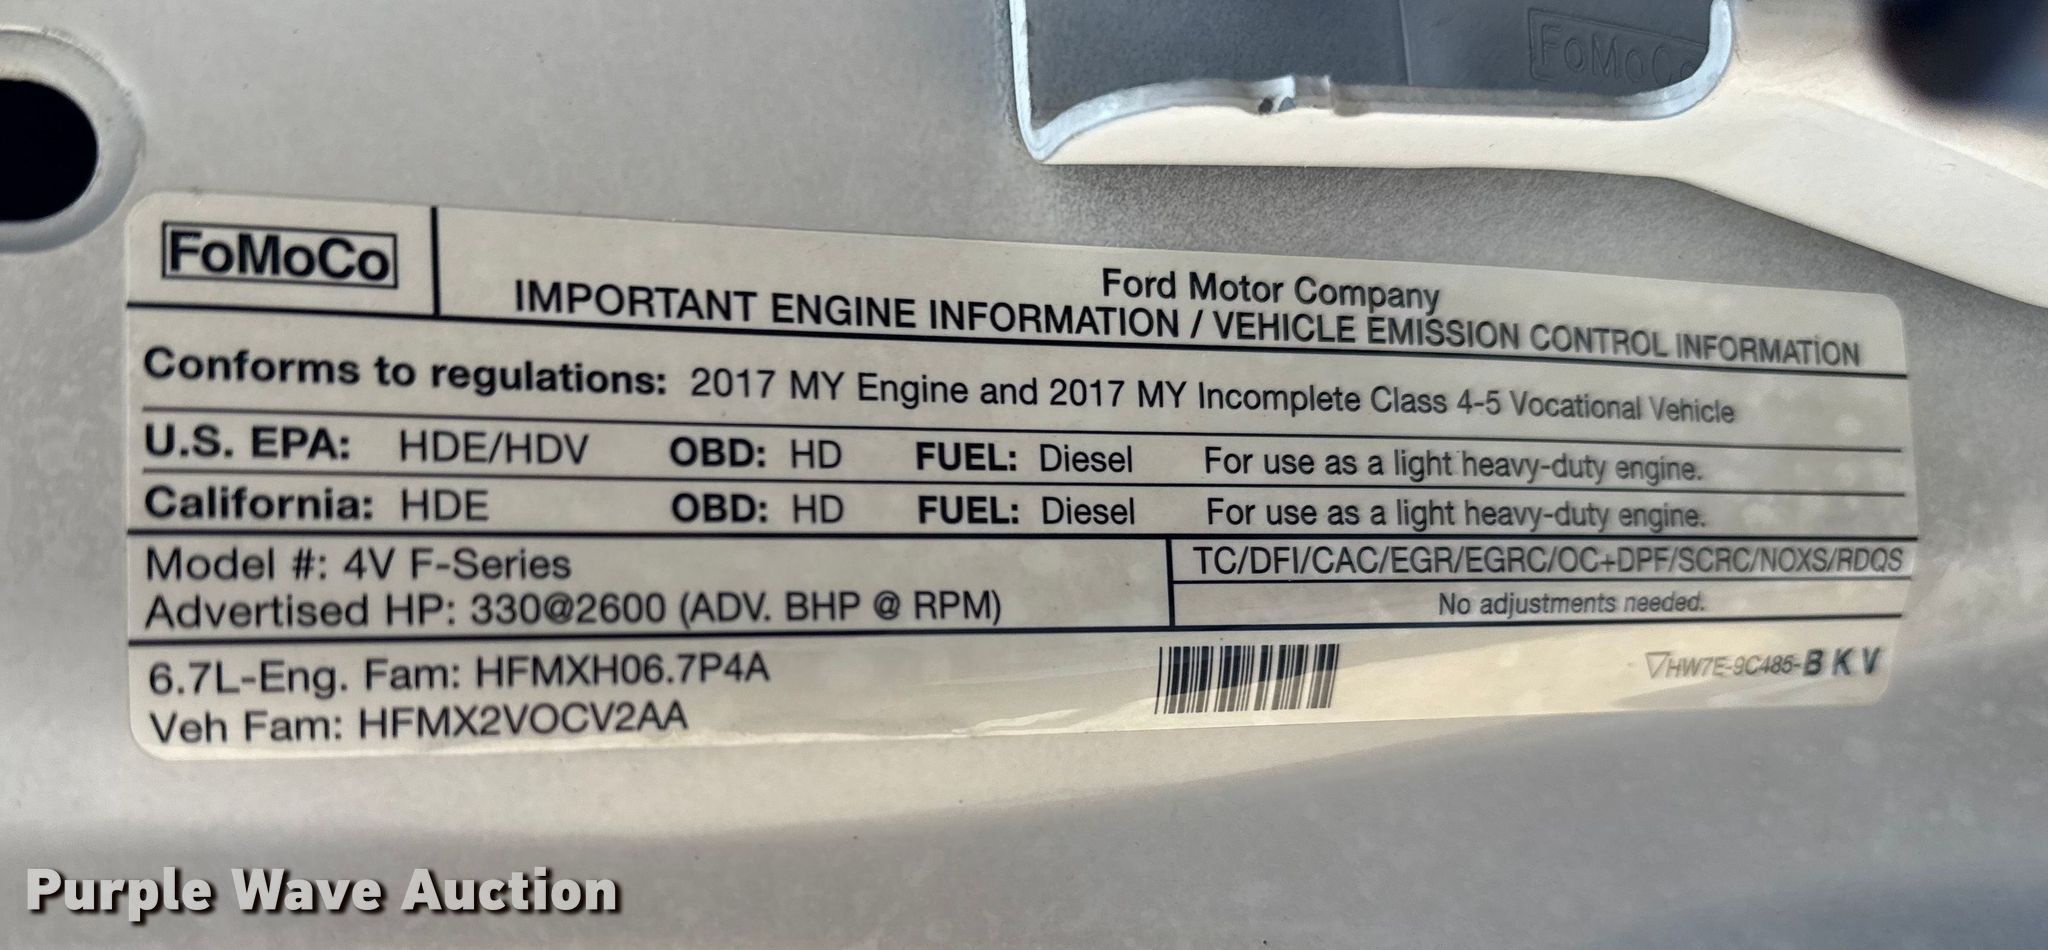 FoMoCo
FoMoCo
Ford Motor Company
IMPORTANT ENGINE INFORMATION / VEHICLE EMISSION CONTROL INFORMATION
Conforms to regulations: 2017 MY Engine and 2017 MY Incomplete Class 4-5 Vocational Vehicle
U.S. EPA: HDE/HDV OBD: HD FUEL: Diesel For use as a light heavy-duty engine.
California: HDE OBD: HD FUEL: Diesel For use as a light heavy-duty engine.
Model #: 4V F-Series
Advertised HP: 330@2600 (ADV. BHP @ RPM)
TC/DFI/CAC/EGR/EGRC/OC+DPF/SCRC/NOXS/RDQS
No adjustments needed.
6.7L-Eng. Fam: HFMXH06.7P4A
Veh Fam: HFMX2VOCV2AA
HW7E-9C485-B K V
Purple Wave Auction